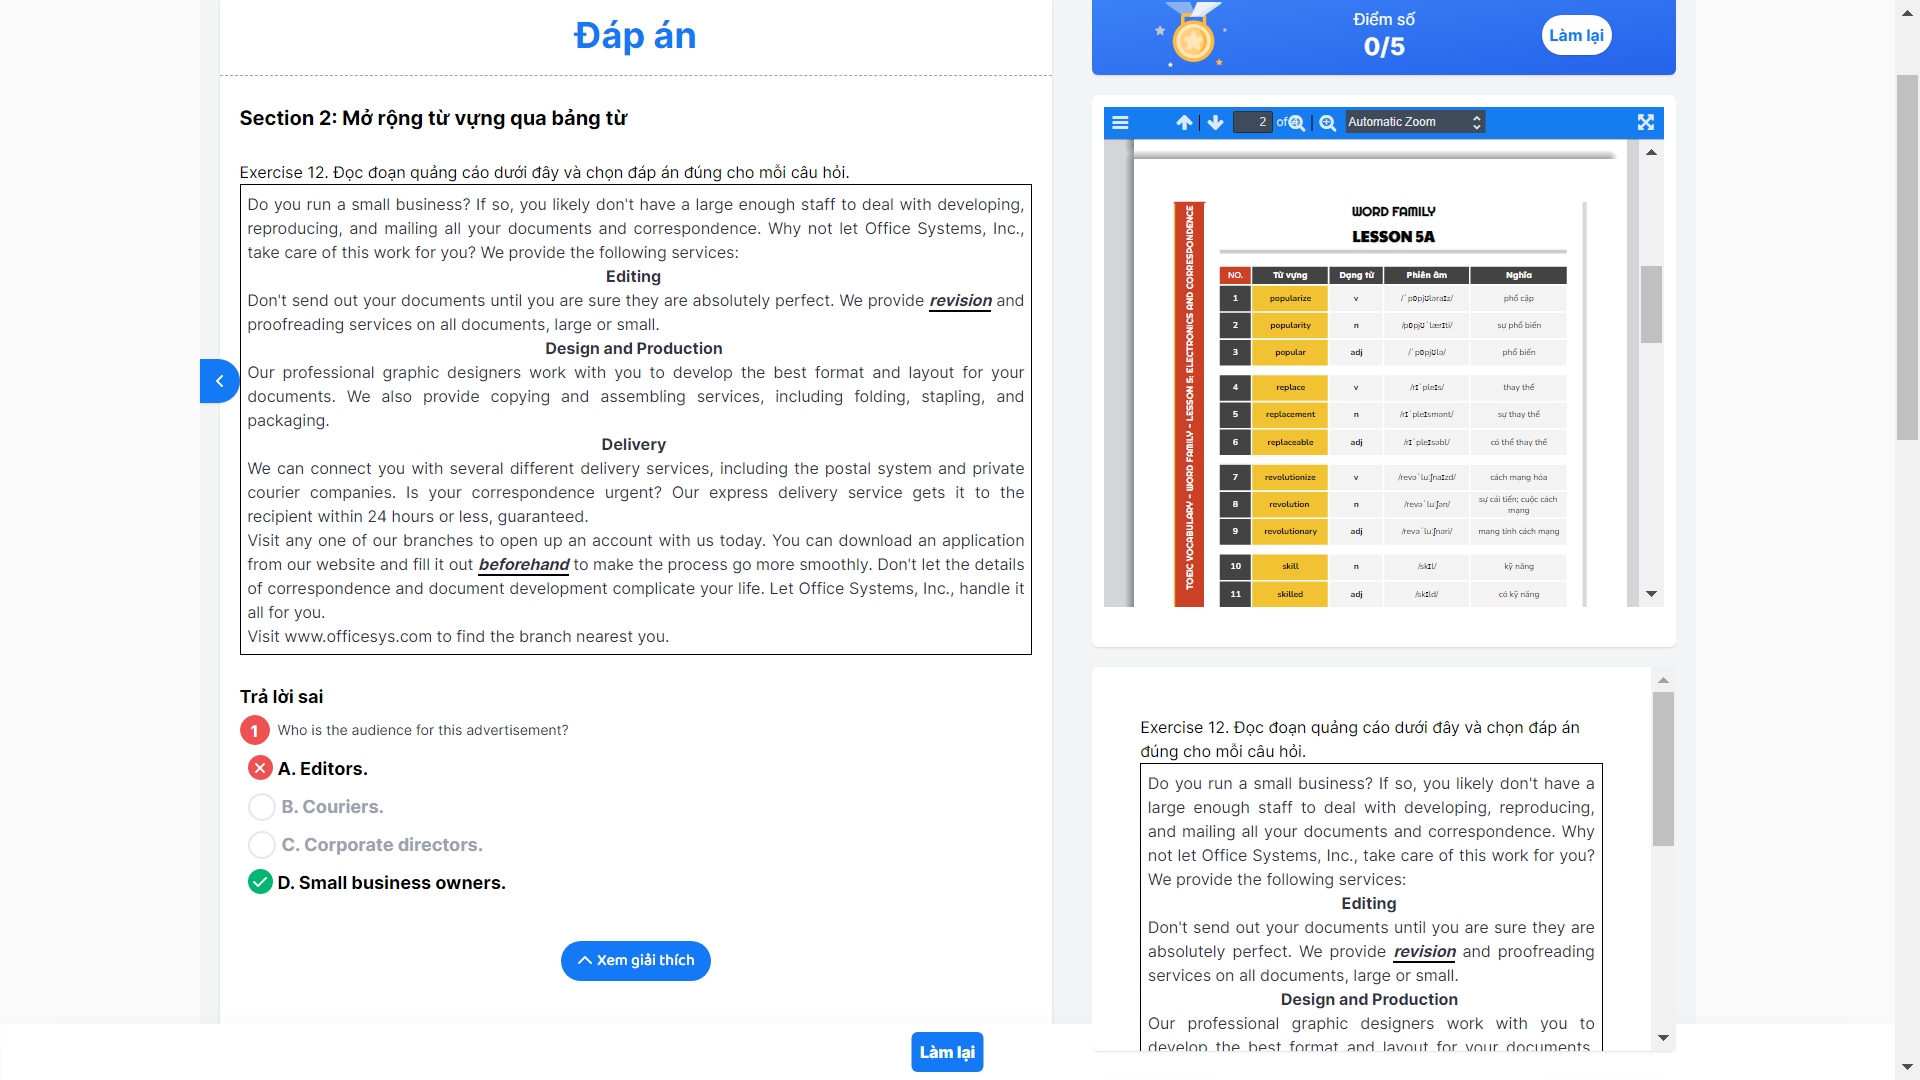 Đáp án
Section 2: Mở rộng từ vựng qua bảng từ
Exercise 12. Đọc đoạn quảng cáo dưới đây và chọn đáp án đúng cho mỗi câu hỏi.
Do you run a small business? If so, you likely don't have a large enough staff to deal with developing,
reproducing, and mailing all your documents and correspondence. Why not let Office Systems, Inc.,
take care of this work for you? We provide the following services:
Editing
Don't send out your documents until you are sure they are absolutely perfect. We provide revision and
proofreading services on all documents, large or small.
Design and Production
Our professional graphic designers work with you to develop the best format and layout for your
documents. We also provide copying and assembling services, including folding, stapling, and
packaging.
Delivery
We can connect you with several different delivery services, including the postal system and private
courier companies. Is your correspondence urgent? Our express delivery service gets it to the
recipient within 24 hours or less, guaranteed.
Visit any one of our branches to open up an account with us today. You can download an application
from our website and fill it out beforehand to make the process go more smoothly. Don't let the details
of correspondence and document development complicate your life. Let Office Systems, Inc., handle it
all for you.
Visit www.officesys.com to find the branch nearest you.
Trả lời sai
1 Who is the audience for this advertisement?
A. Editors.
B. Couriers.
C. Corporate directors.
D. Small business owners.
Xem giải thích
Làm lại
Điểm số
0/5
Làm lại
2 of
Automatic Zoom
TOEIC VOCABULARY - WORD FAMILY - LESSON 5: ELECTRONICS AND CORRESPONDENCE
WORD FAMILY
LESSON 5A
NO. Từ vựng Dạng từ Phiên âm Nghĩa
1 popularize v /ˈpɒpjʊləraɪz/ phổ cập
2 popularity n /pɒpjʊˈlærɪti/ sự phổ biến
3 popular adj /ˈpɒpjʊlə/ phổ biến
4 replace v /rɪˈpleɪs/ thay thế
5 replacement n /rɪˈpleɪsmənt/ sự thay thế
6 replaceable adj /rɪˈpleɪsəbl/ có thể thay thế
7 revolutionize v /revəˈluːʃnaɪzd/ cách mạng hóa
8 revolution n /revəˈluːʃən/ sự cải tiến; cuộc cách mạng
9 revolutionary adj /revəˈluːʃnəri/ mang tính cách mạng
10 skill n /skɪl/ kỹ năng
11 skilled adj /skɪld/ có kỹ năng
Exercise 12. Đọc đoạn quảng cáo dưới đây và chọn đáp án
đúng cho mỗi câu hỏi.
Do you run a small business? If so, you likely don't have a
large enough staff to deal with developing, reproducing,
and mailing all your documents and correspondence. Why
not let Office Systems, Inc., take care of this work for you?
We provide the following services:
Editing
Don't send out your documents until you are sure they are
absolutely perfect. We provide revision and proofreading
services on all documents, large or small.
Design and Production
Our professional graphic designers work with you to
develop the best format and layout for your documents.